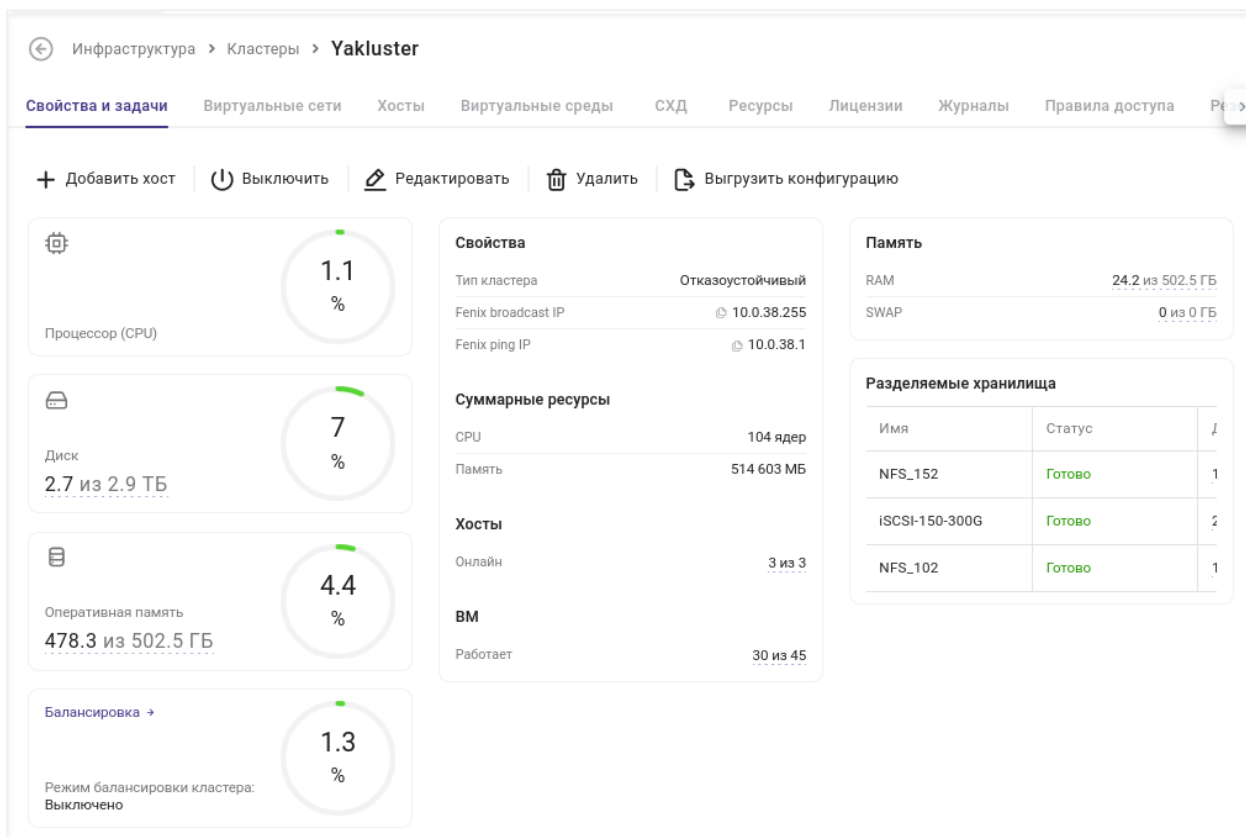 Инфраструктура > Кластеры > Yakluster
Свойства и задачи Виртуальные сети Хосты Виртуальные среды СХД Ресурсы Лицензии Журналы Правила доступа
Добавить хост Выключить Редактировать Удалить Выгрузить конфигурацию
1.1
%
Процессор (CPU)
7
%
Диск
2.7 из 2.9 ТБ
4.4
%
Оперативная память
478.3 из 502.5 ГБ
Балансировка →
1.3
%
Режим балансировки кластера:
Выключено
Свойства
Тип кластера Отказоустойчивый
Fenix broadcast IP 10.0.38.255
Fenix ping IP 10.0.38.1
Суммарные ресурсы
CPU 104 ядер
Память 514 603 МБ
Хосты
Онлайн 3 из 3
ВМ
Работает 30 из 45
Память
RAM 24.2 из 502.5 ГБ
SWAP 0 из 0 ГБ
Разделяемые хранилища
Имя Статус
NFS_152 Готово 1
iSCSI-150-300G Готово 2
NFS_102 Готово 1